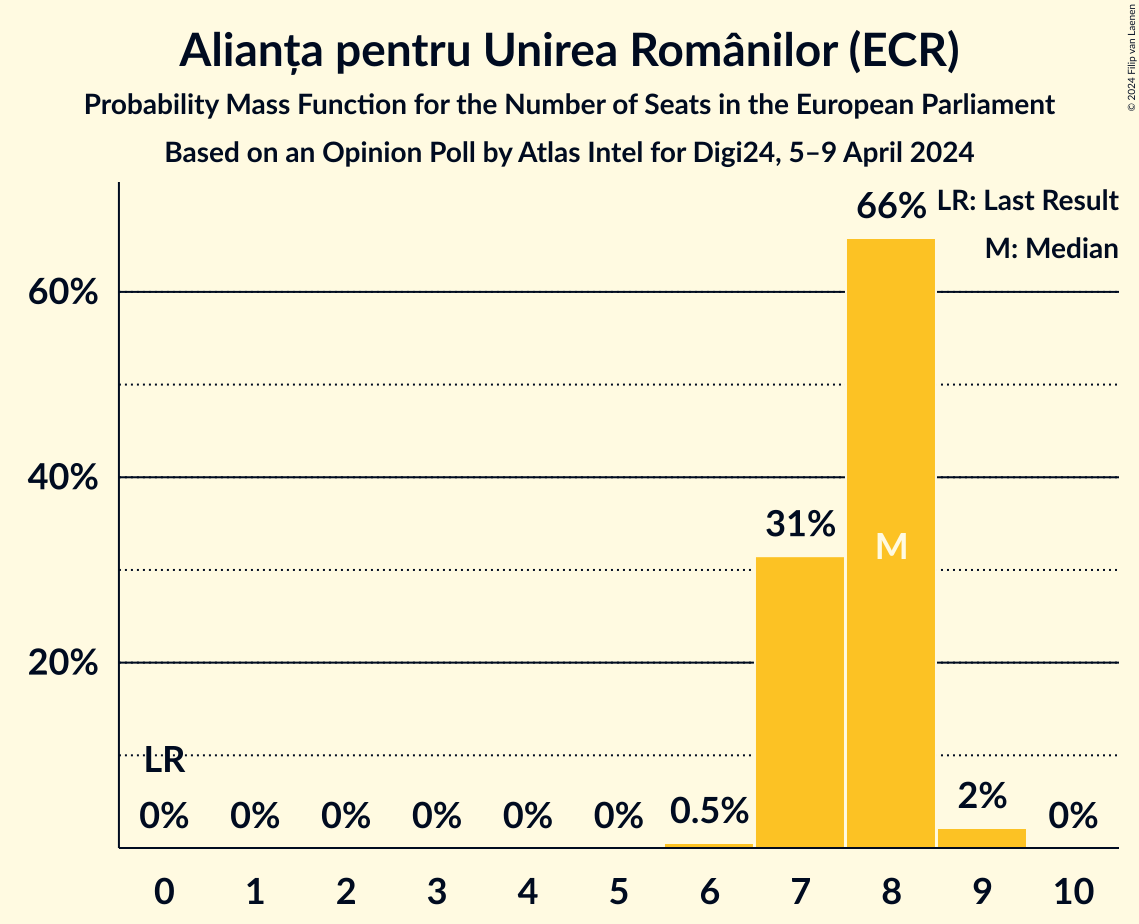 Alianța pentru Unirea Românilor (ECR)
Probability Mass Function for the Number of Seats in the European Parliament
Based on an Opinion Poll by Atlas Intel for Digi24, 5–9 April 2024
© 2024 Filip van Laenen
LR: Last Result
M: Median
60%
40%
20%
LR
0%
0%
0%
0%
0%
0%
0.5%
31%
66%
M
2%
0%
0 1 2 3 4 5 6 7 8 9 10